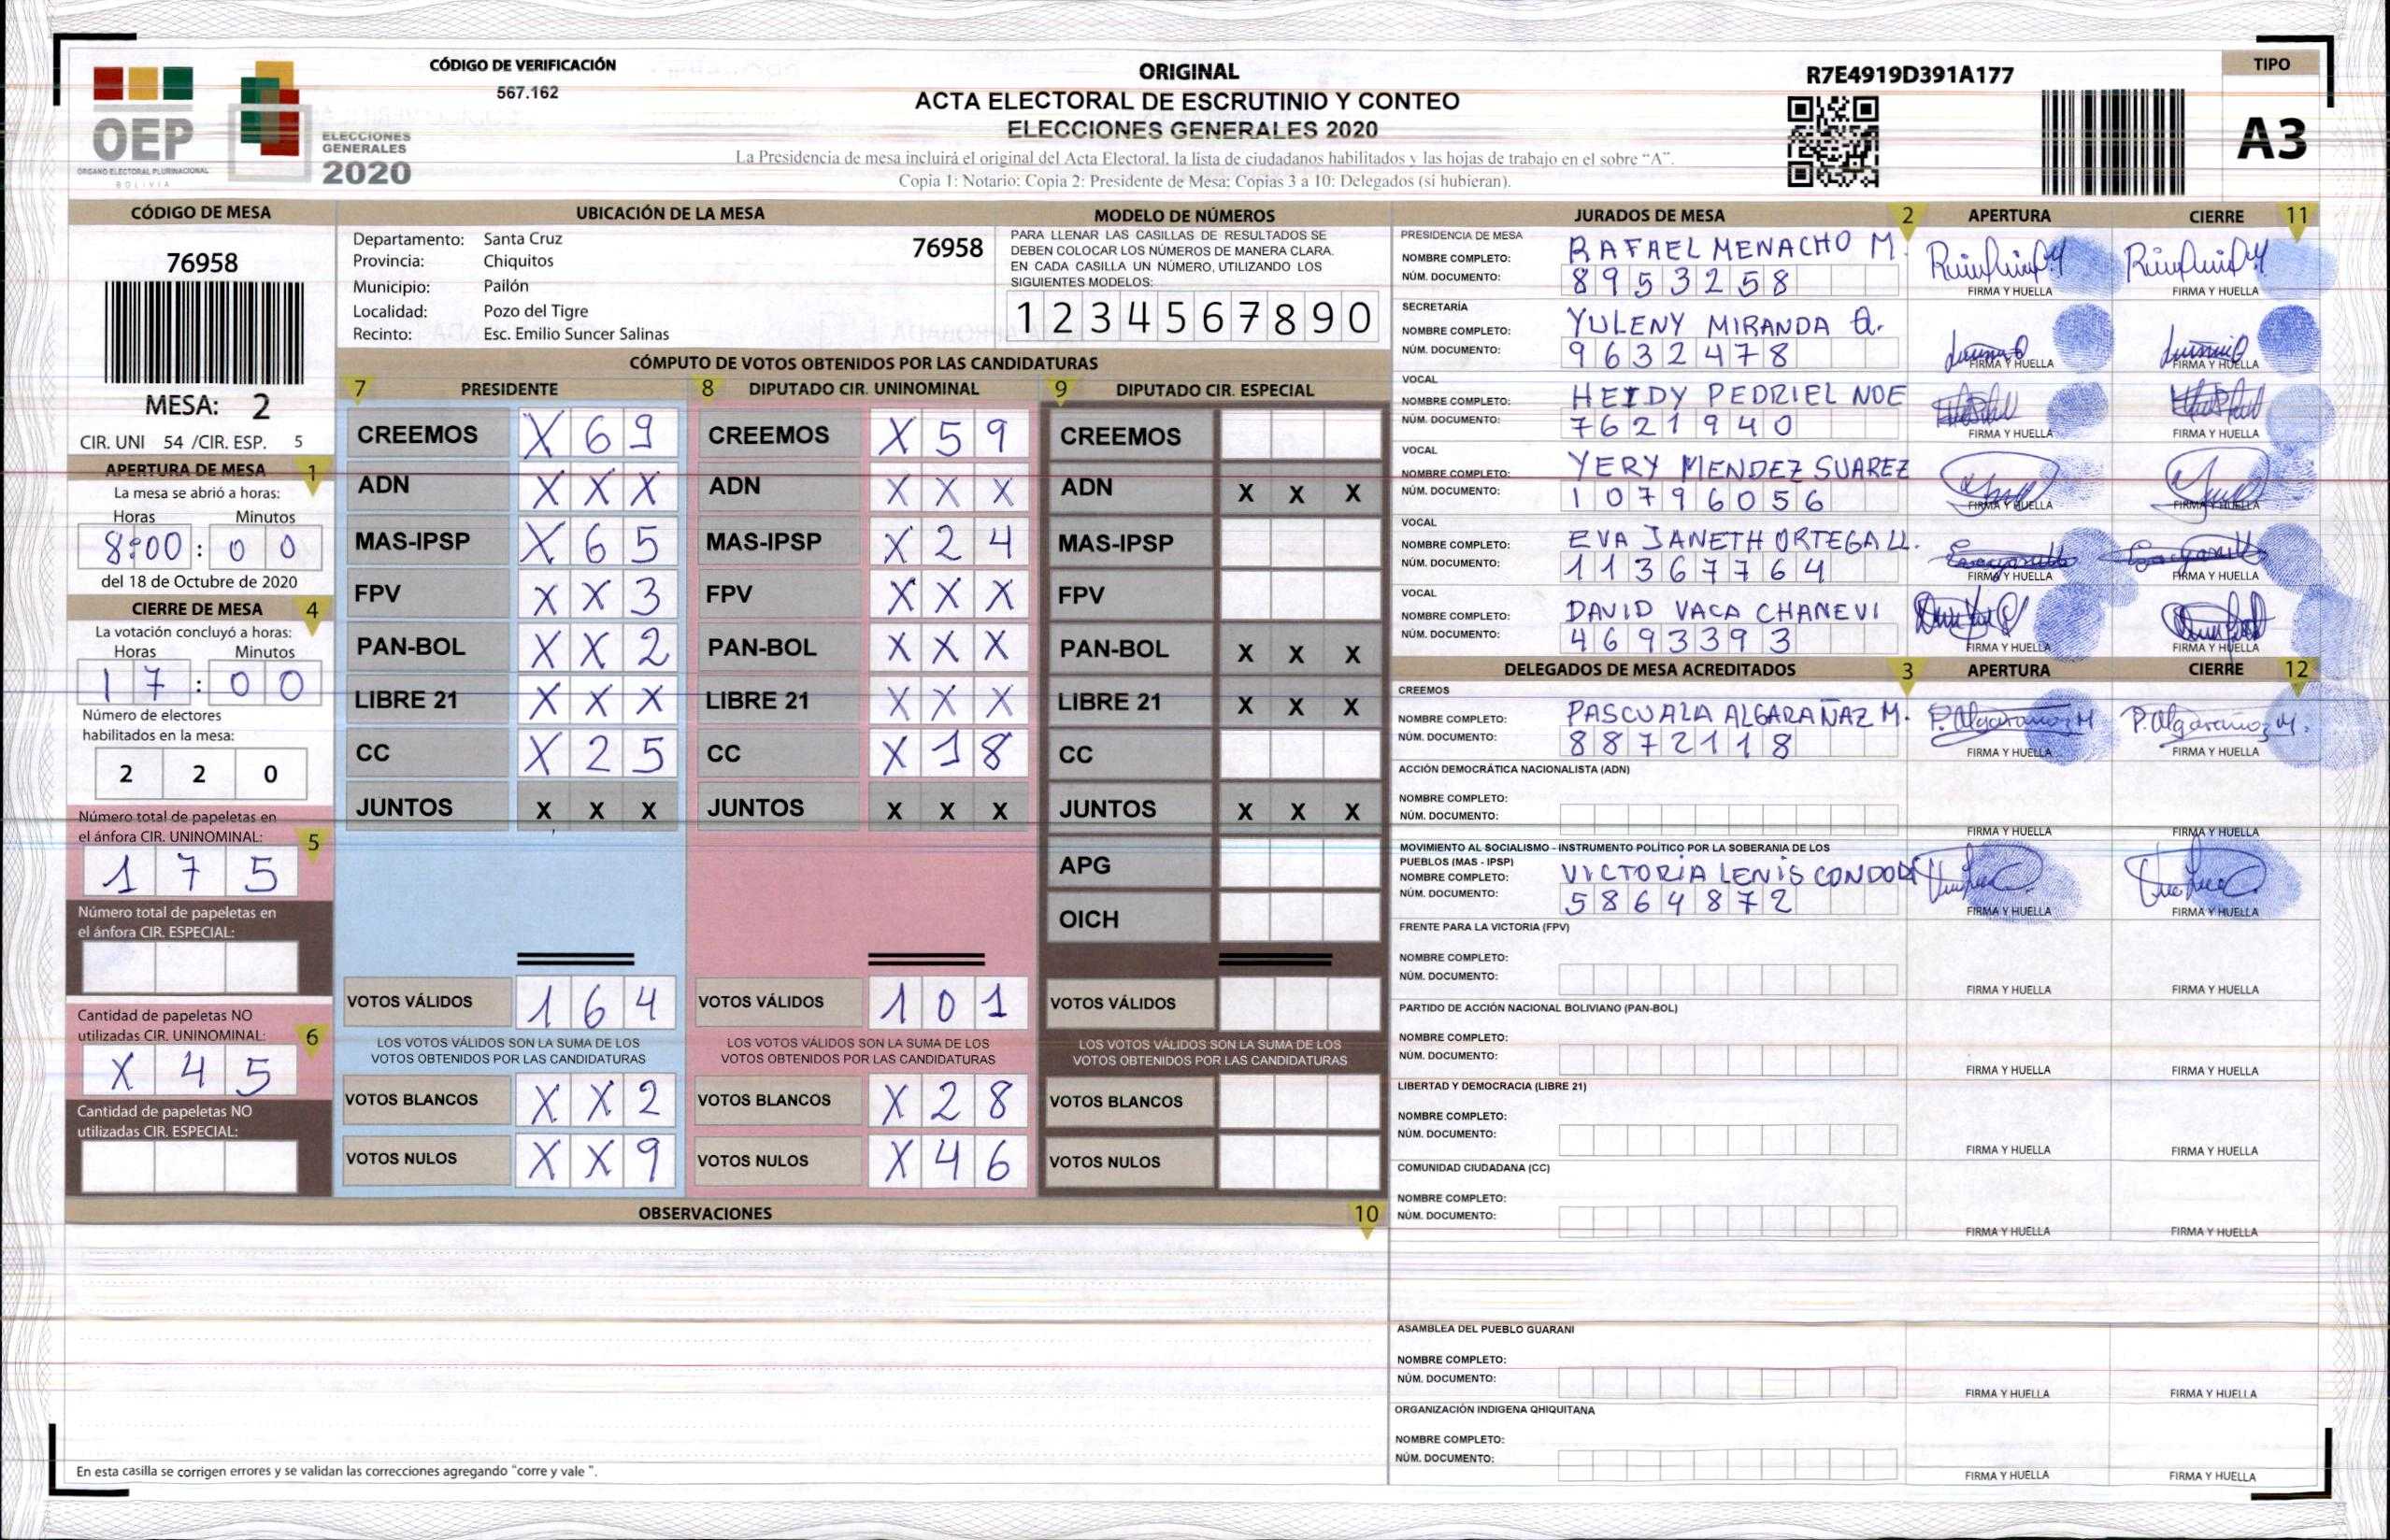 OEP
ÓRGANO ELECTORAL PLURINACIONAL
BOLIVIA
ELECCIONES
GENERALES
2020
CÓDIGO DE VERIFICACIÓN
567.162
ORIGINAL
ACTA ELECTORAL DE ESCRUTINIO Y CONTEO
ELECCIONES GENERALES 2020
La Presidencia de mesa incluirá el original del Acta Electoral, la lista de ciudadanos habilitados y las hojas de trabajo en el sobre “A”.
Copia 1: Notario; Copia 2: Presidente de Mesa; Copias 3 a 10: Delegados (si hubieran).
R7E4919D391A177
TIPO
A3
CÓDIGO DE MESA
76958
MESA: 2
CIR. UNI 54 /CIR. ESP. 5
APERTURA DE MESA 1
La mesa se abrió a horas:
Horas Minutos
8:00 : 0 0
del 18 de Octubre de 2020
CIERRE DE MESA 4
La votación concluyó a horas:
Horas Minutos
1 7 : 0 0
Número de electores
habilitados en la mesa:
2 2 0
Número total de papeletas en
el ánfora CIR. UNINOMINAL: 5
1 7 5
Número total de papeletas en
el ánfora CIR. ESPECIAL:
Cantidad de papeletas NO
utilizadas CIR. UNINOMINAL: 6
X 4 5
Cantidad de papeletas NO
utilizadas CIR. ESPECIAL:
UBICACIÓN DE LA MESA
Departamento: Santa Cruz 76958
Provincia: Chiquitos
Municipio: Pailón
Localidad: Pozo del Tigre
Recinto: Esc. Emilio Suncer Salinas
MODELO DE NÚMEROS
PARA LLENAR LAS CASILLAS DE RESULTADOS SE
DEBEN COLOCAR LOS NÚMEROS DE MANERA CLARA.
EN CADA CASILLA UN NÚMERO, UTILIZANDO LOS
SIGUIENTES MODELOS:
1 2 3 4 5 6 7 8 9 0
CÓMPUTO DE VOTOS OBTENIDOS POR LAS CANDIDATURAS
7 PRESIDENTE
CREEMOS X 6 9
ADN X X X
MAS-IPSP X 6 5
FPV X X 3
PAN-BOL X X 2
LIBRE 21 X X X
CC X 2 5
JUNTOS X X X
VOTOS VÁLIDOS 1 6 4
LOS VOTOS VÁLIDOS SON LA SUMA DE LOS
VOTOS OBTENIDOS POR LAS CANDIDATURAS
VOTOS BLANCOS X X 2
VOTOS NULOS X X 9
8 DIPUTADO CIR. UNINOMINAL
CREEMOS X 5 9
ADN X X X
MAS-IPSP X 2 4
FPV X X X
PAN-BOL X X X
LIBRE 21 X X X
CC X 1 8
JUNTOS X X X
VOTOS VÁLIDOS 1 0 1
LOS VOTOS VÁLIDOS SON LA SUMA DE LOS
VOTOS OBTENIDOS POR LAS CANDIDATURAS
VOTOS BLANCOS X 2 8
VOTOS NULOS X 4 6
9 DIPUTADO CIR. ESPECIAL
CREEMOS
ADN X X X
MAS-IPSP
FPV
PAN-BOL X X X
LIBRE 21 X X X
CC
JUNTOS X X X
APG
OICH
VOTOS VÁLIDOS
LOS VOTOS VÁLIDOS SON LA SUMA DE LOS
VOTOS OBTENIDOS POR LAS CANDIDATURAS
VOTOS BLANCOS
VOTOS NULOS
OBSERVACIONES 10
En esta casilla se corrigen errores y se validan las correcciones agregando “corre y vale ”.
JURADOS DE MESA 2 APERTURA CIERRE 11
PRESIDENCIA DE MESA
NOMBRE COMPLETO: RAFAEL MENACHO M.
NÚM. DOCUMENTO: 8953258
FIRMA Y HUELLA FIRMA Y HUELLA
SECRETARÍA
NOMBRE COMPLETO: YULENY MIRANDA Q.
NÚM. DOCUMENTO: 9632478
FIRMA Y HUELLA FIRMA Y HUELLA
VOCAL
NOMBRE COMPLETO: HEIDY PEDRIEL NOE
NÚM. DOCUMENTO: 7621940
FIRMA Y HUELLA FIRMA Y HUELLA
VOCAL
NOMBRE COMPLETO: YERY MENDEZ SUAREZ
NÚM. DOCUMENTO: 10796056
FIRMA Y HUELLA FIRMA Y HUELLA
VOCAL
NOMBRE COMPLETO: EVA JANETH ORTEGA LL.
NÚM. DOCUMENTO: 11367764
FIRMA Y HUELLA FIRMA Y HUELLA
VOCAL
NOMBRE COMPLETO: DAVID VACA CHANEVI
NÚM. DOCUMENTO: 4693393
FIRMA Y HUELLA FIRMA Y HUELLA
DELEGADOS DE MESA ACREDITADOS 3 APERTURA CIERRE 12
CREEMOS
NOMBRE COMPLETO: PASCUALA ALGARAÑAZ M. P. Algarañaz M P. Algarañaz M.
NÚM. DOCUMENTO: 8872118
FIRMA Y HUELLA FIRMA Y HUELLA
ACCIÓN DEMOCRÁTICA NACIONALISTA (ADN)
NOMBRE COMPLETO:
NÚM. DOCUMENTO:
FIRMA Y HUELLA FIRMA Y HUELLA
MOVIMIENTO AL SOCIALISMO - INSTRUMENTO POLÍTICO POR LA SOBERANIA DE LOS
PUEBLOS (MAS - IPSP)
NOMBRE COMPLETO: VICTORIA LENIS CONDORI
NÚM. DOCUMENTO: 5864872
FIRMA Y HUELLA FIRMA Y HUELLA
FRENTE PARA LA VICTORIA (FPV)
NOMBRE COMPLETO:
NÚM. DOCUMENTO:
FIRMA Y HUELLA FIRMA Y HUELLA
PARTIDO DE ACCIÓN NACIONAL BOLIVIANO (PAN-BOL)
NOMBRE COMPLETO:
NÚM. DOCUMENTO:
FIRMA Y HUELLA FIRMA Y HUELLA
LIBERTAD Y DEMOCRACIA (LIBRE 21)
NOMBRE COMPLETO:
NÚM. DOCUMENTO:
FIRMA Y HUELLA FIRMA Y HUELLA
COMUNIDAD CIUDADANA (CC)
NOMBRE COMPLETO:
NÚM. DOCUMENTO:
FIRMA Y HUELLA FIRMA Y HUELLA
ASAMBLEA DEL PUEBLO GUARANI
NOMBRE COMPLETO:
NÚM. DOCUMENTO:
FIRMA Y HUELLA FIRMA Y HUELLA
ORGANIZACIÓN INDIGENA QHIQUITANA
NOMBRE COMPLETO:
NÚM. DOCUMENTO:
FIRMA Y HUELLA FIRMA Y HUELLA